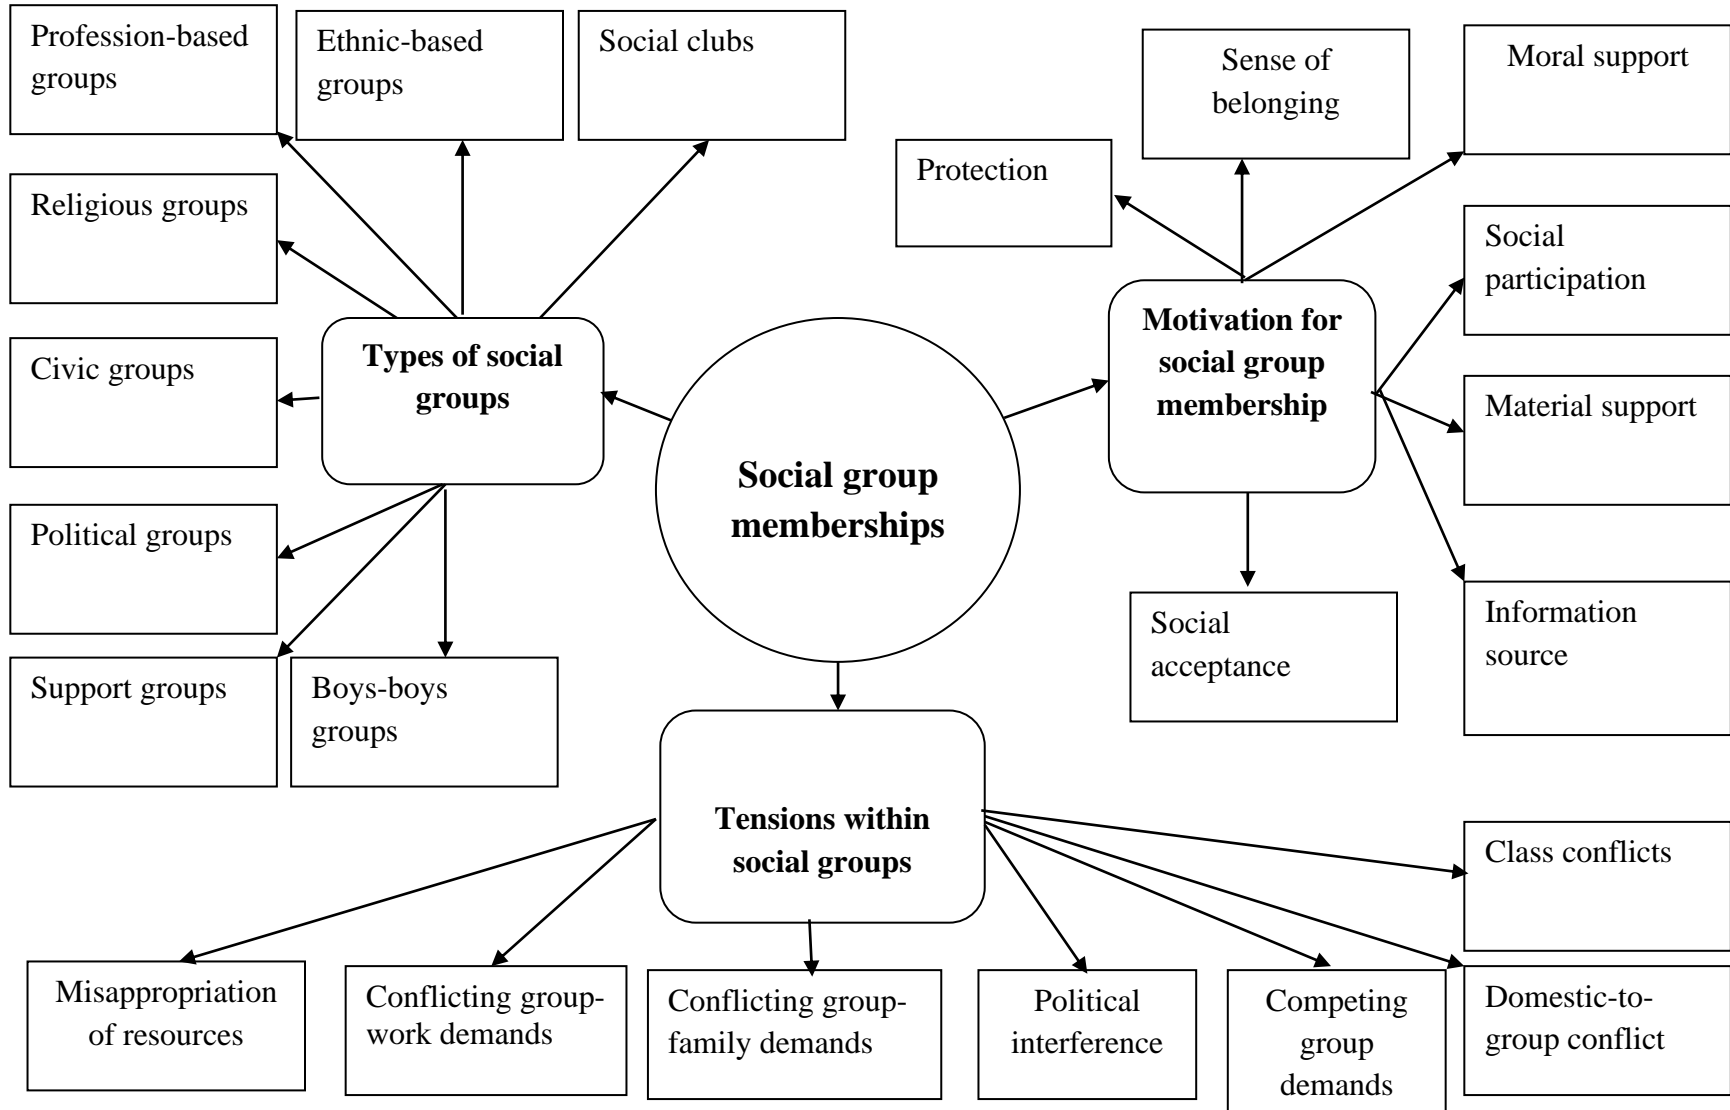 Profession-based
groups
Ethnic-based
groups
Social clubs
Sense of
belonging
Moral support
Protection
Religious groups
Social
participation
Civic groups
Types of social
groups
Motivation for
social group
membership
Material support
Social group
memberships
Political groups
Support groups
Boys-boys
groups
Social
acceptance
Information
source
Tensions within
social groups
Class conflicts
Misappropriation
of resources
Conflicting group-
work demands
Conflicting group-
family demands
Political
interference
Competing
group
demands
Domestic-to-
group conflict